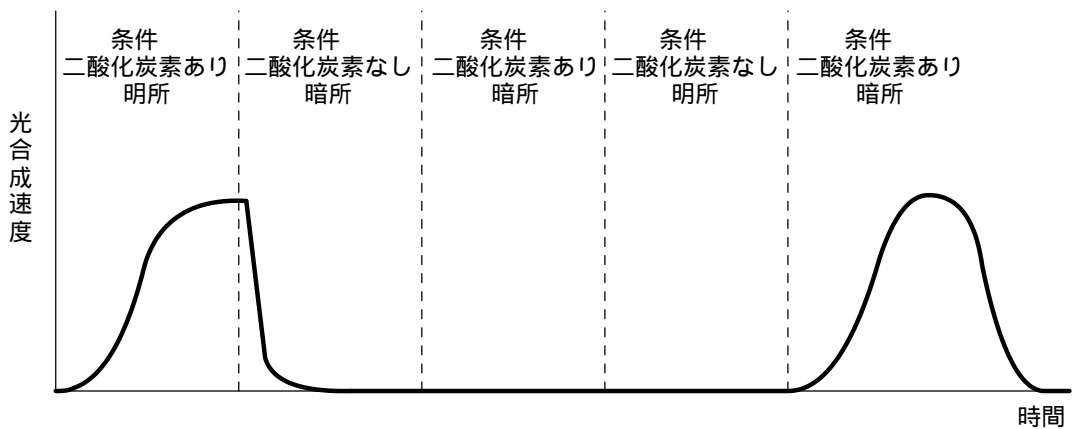 条件
二酸化炭素あり
明所
条件
二酸化炭素なし
暗所
条件
二酸化炭素あり
暗所
条件
二酸化炭素なし
明所
条件
二酸化炭素あり
暗所
光合成速度
時間